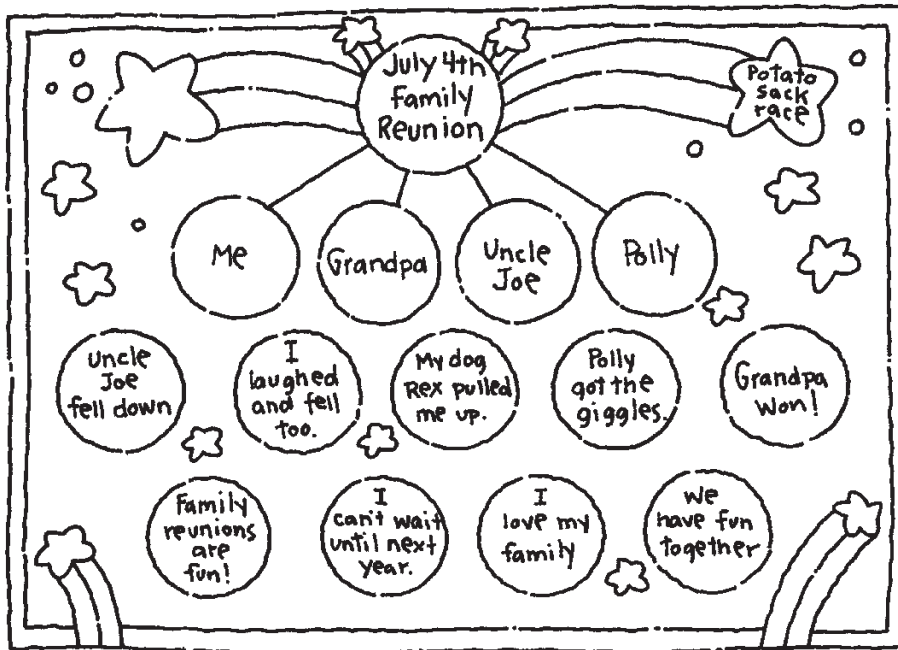 July 4th
Family
Reunion
Potato
sack
race
Me
Grandpa
Uncle
Joe
Polly
Uncle
Joe
fell down
I
laughed
and fell
too.
My dog
Rex pulled
me up.
Polly
got the
giggles.
Grandpa
Won!
Family
reunions
are
fun!
I
can't wait
until next
year.
I
love my
family
We
have fun
together